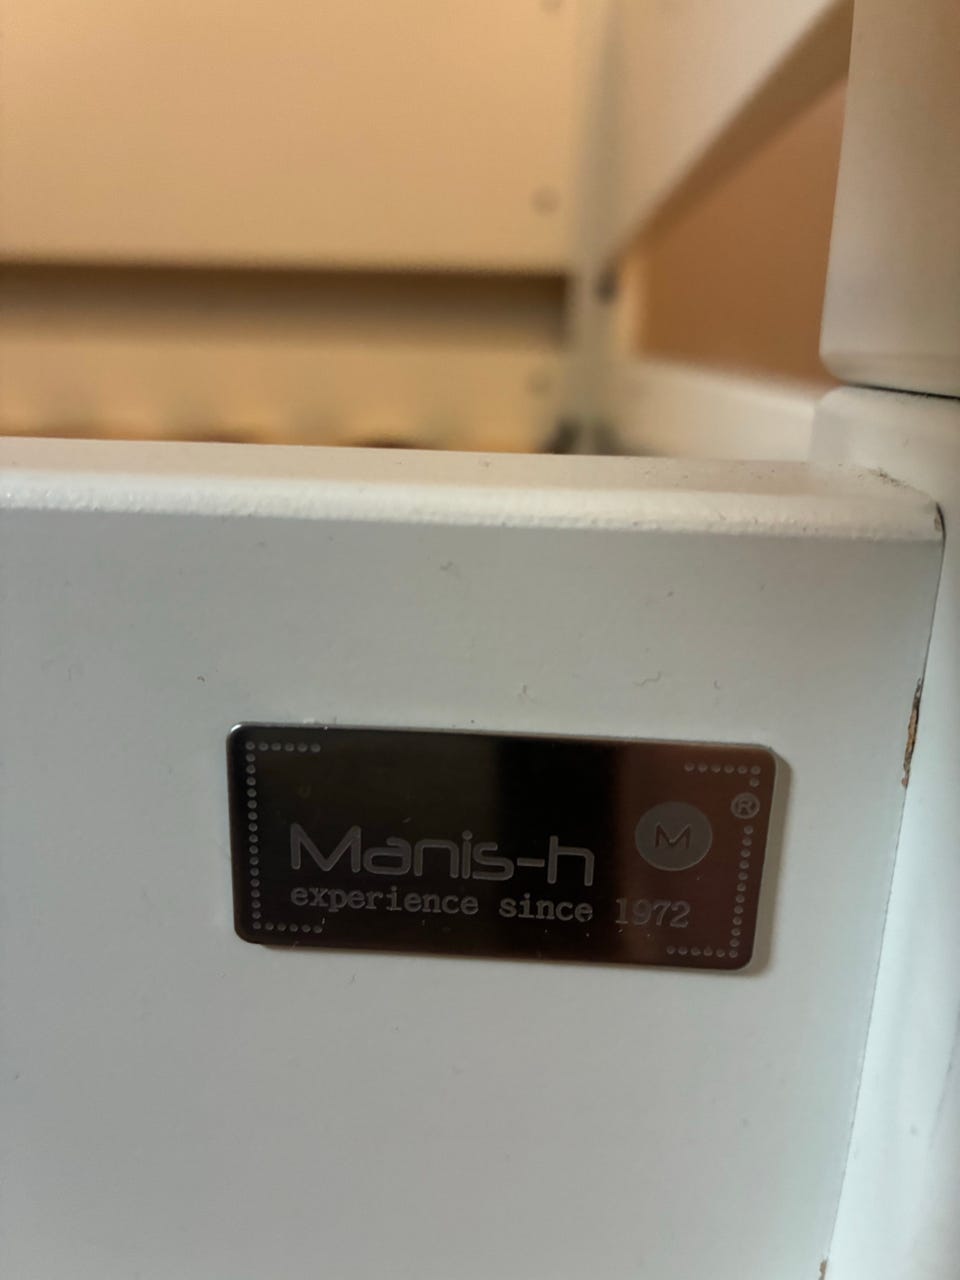 Manis-h M ®
experience since 1972